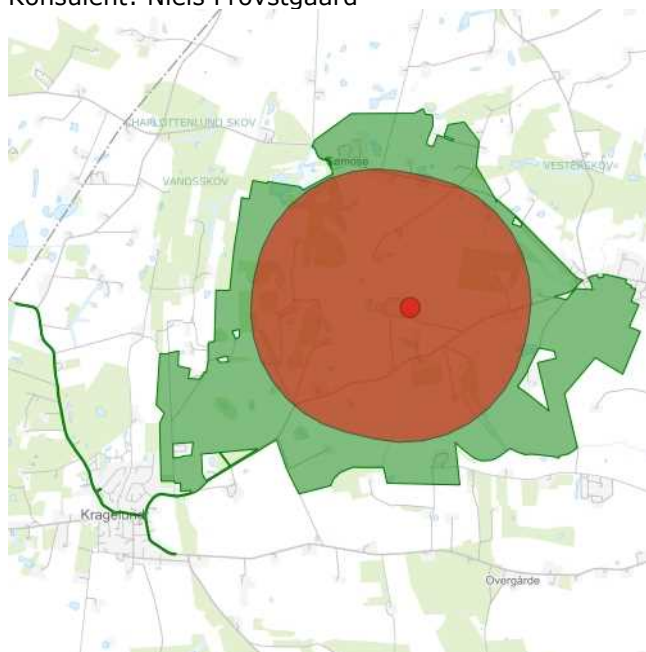 Konsulent: Niels Provstgaard
CHARLOTTENLUND SKOV
VANDSSKOV
VESTERSKOV
Kragelund
Overgårde